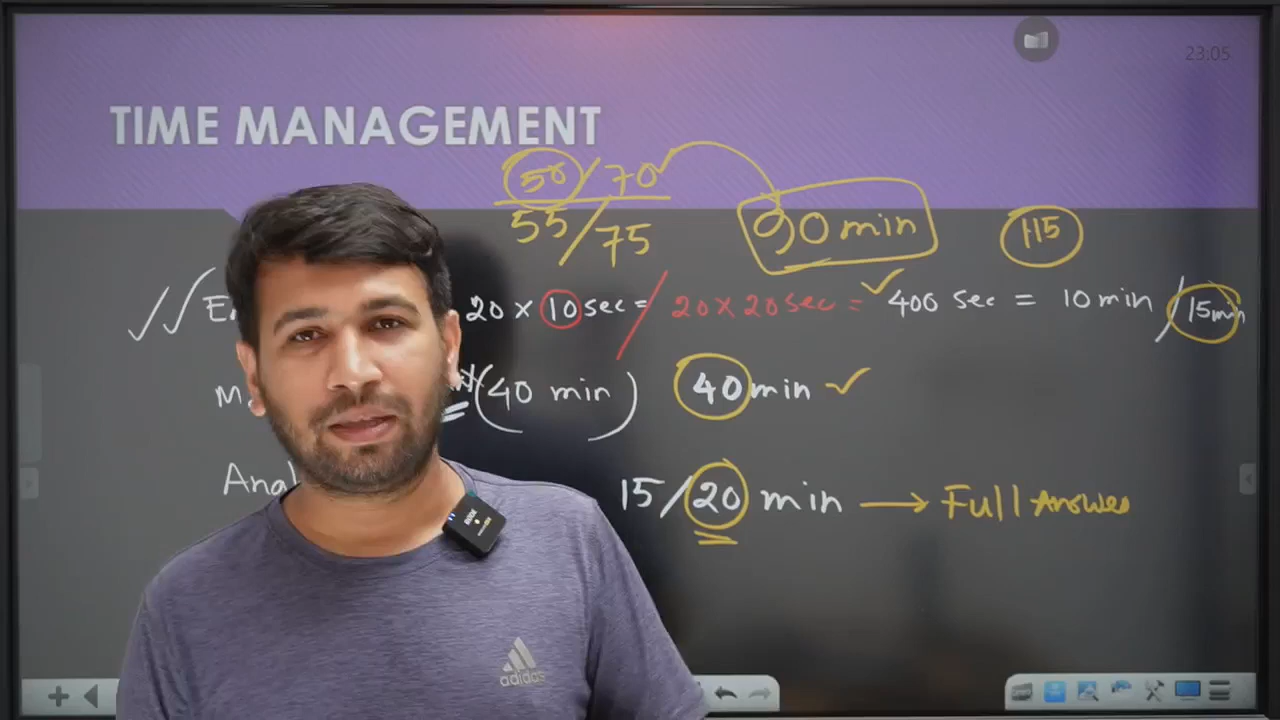 23:05
TIME MANAGEMENT
50/70
55/75
90 min
115
20 x 10 sec = / 20 x 20 sec = 400 sec = 10 min / 15 min
(40 min) 40 min
15/20 min → Full Answer
adidas